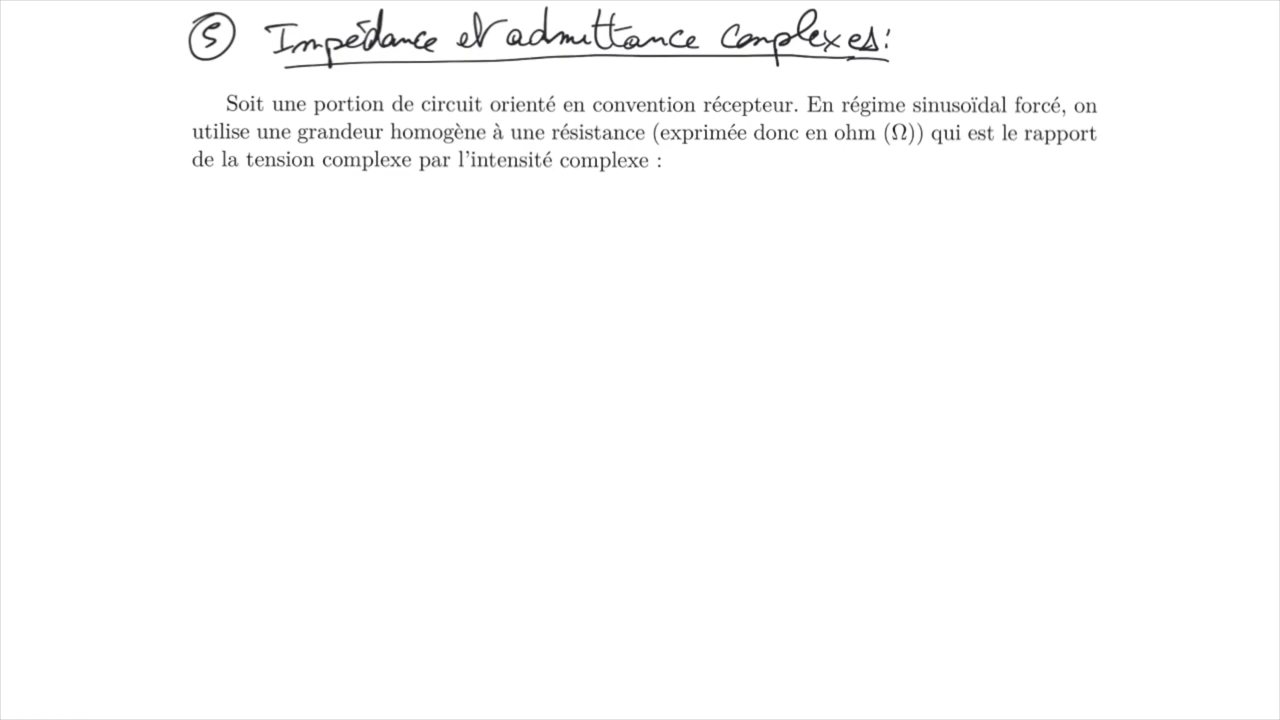 ⑤ Impédance et admittance complexes:
Soit une portion de circuit orienté en convention récepteur. En régime sinusoïdal forcé, on
utilise une grandeur homogène à une résistance (exprimée donc en ohm (Ω)) qui est le rapport
de la tension complexe par l'intensité complexe :